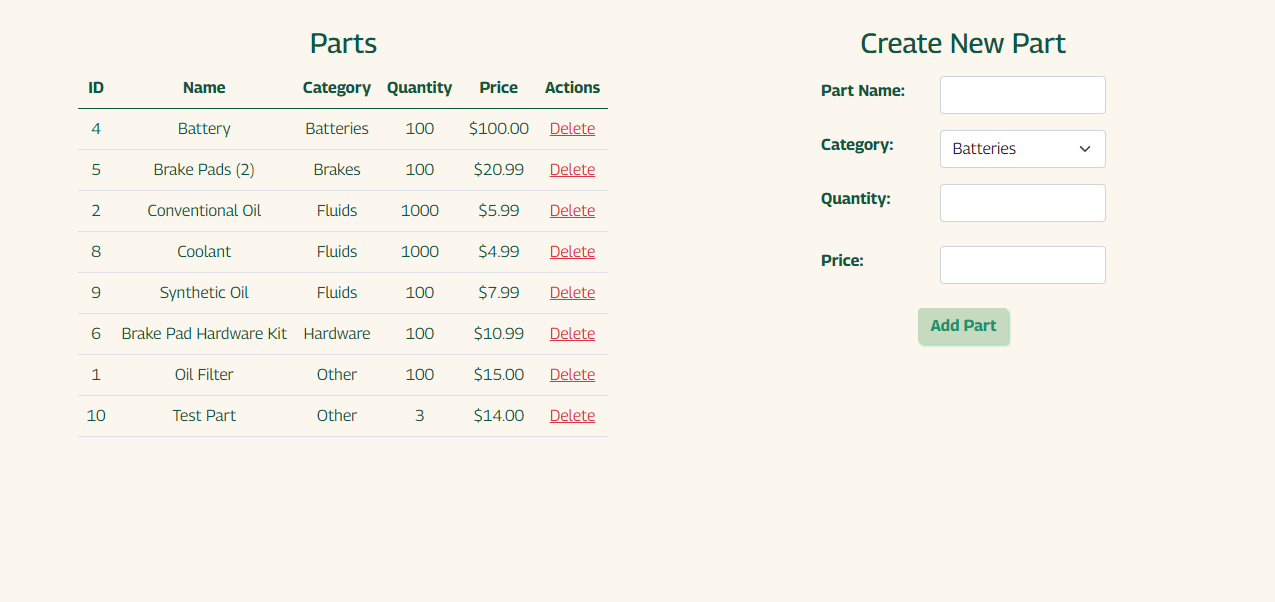 Parts
ID Name Category Quantity Price Actions
4 Battery Batteries 100 $100.00 Delete
5 Brake Pads (2) Brakes 100 $20.99 Delete
2 Conventional Oil Fluids 1000 $5.99 Delete
8 Coolant Fluids 1000 $4.99 Delete
9 Synthetic Oil Fluids 100 $7.99 Delete
6 Brake Pad Hardware Kit Hardware 100 $10.99 Delete
1 Oil Filter Other 100 $15.00 Delete
10 Test Part Other 3 $14.00 Delete
Create New Part
Part Name:
Category: Batteries
Quantity:
Price:
Add Part